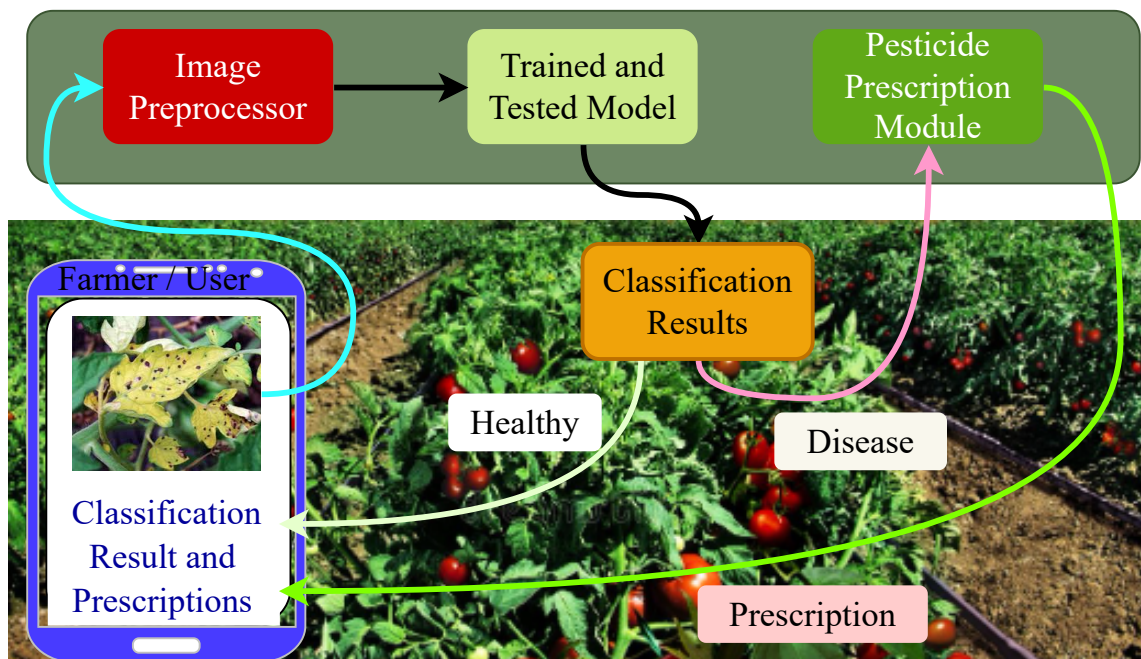 Image
Preprocessor
Trained and
Tested Model
Pesticide
Prescription
Module
Classification
Results
Farmer / User
Healthy
Disease
Classification
Result and
Prescriptions
Prescription